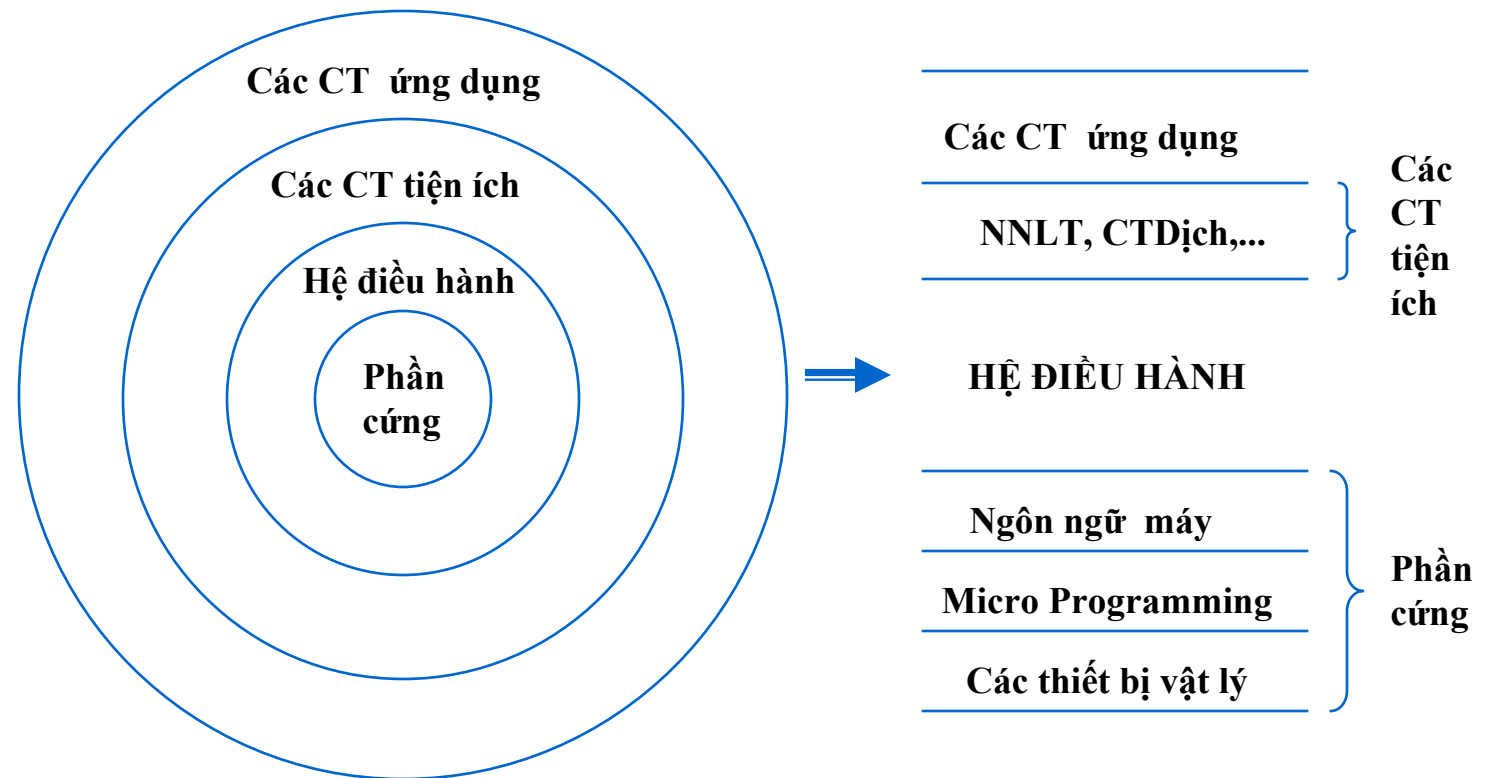 Các CT ứng dụng
Các CT tiện ích
Hệ điều hành
Phần
cứng
Các CT ứng dụng
NNLT, CTDịch,...
Các
CT
tiện
ích
HỆ ĐIỀU HÀNH
Ngôn ngữ máy
Micro Programming
Các thiết bị vật lý
Phần
cứng